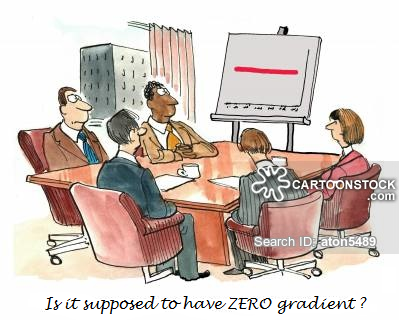 CARTOONSTOCK
.com
Search ID: aton5489
Is it supposed to have ZERO gradient ?